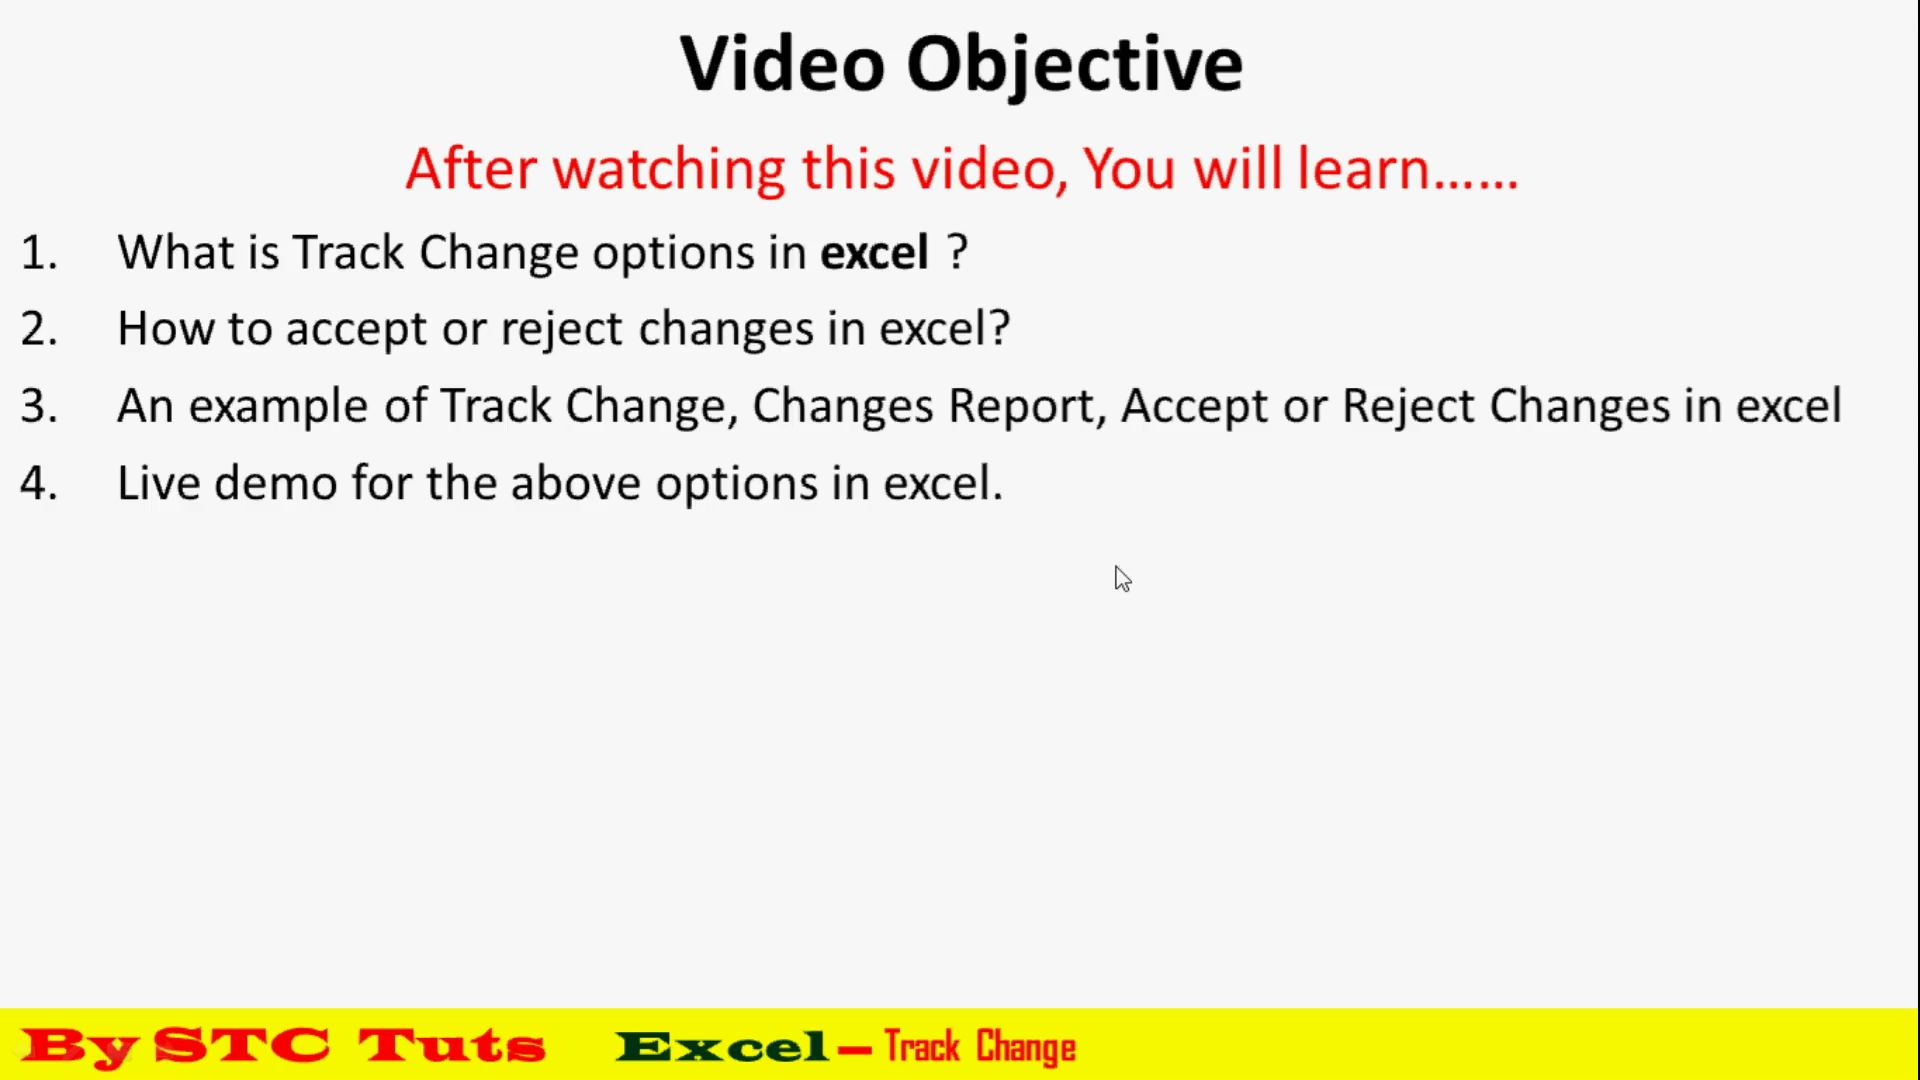 Video Objective
After watching this video, You will learn......
1. What is Track Change options in excel ?
2. How to accept or reject changes in excel?
3. An example of Track Change, Changes Report, Accept or Reject Changes in excel
4. Live demo for the above options in excel.
By STC Tuts Excel – Track Change